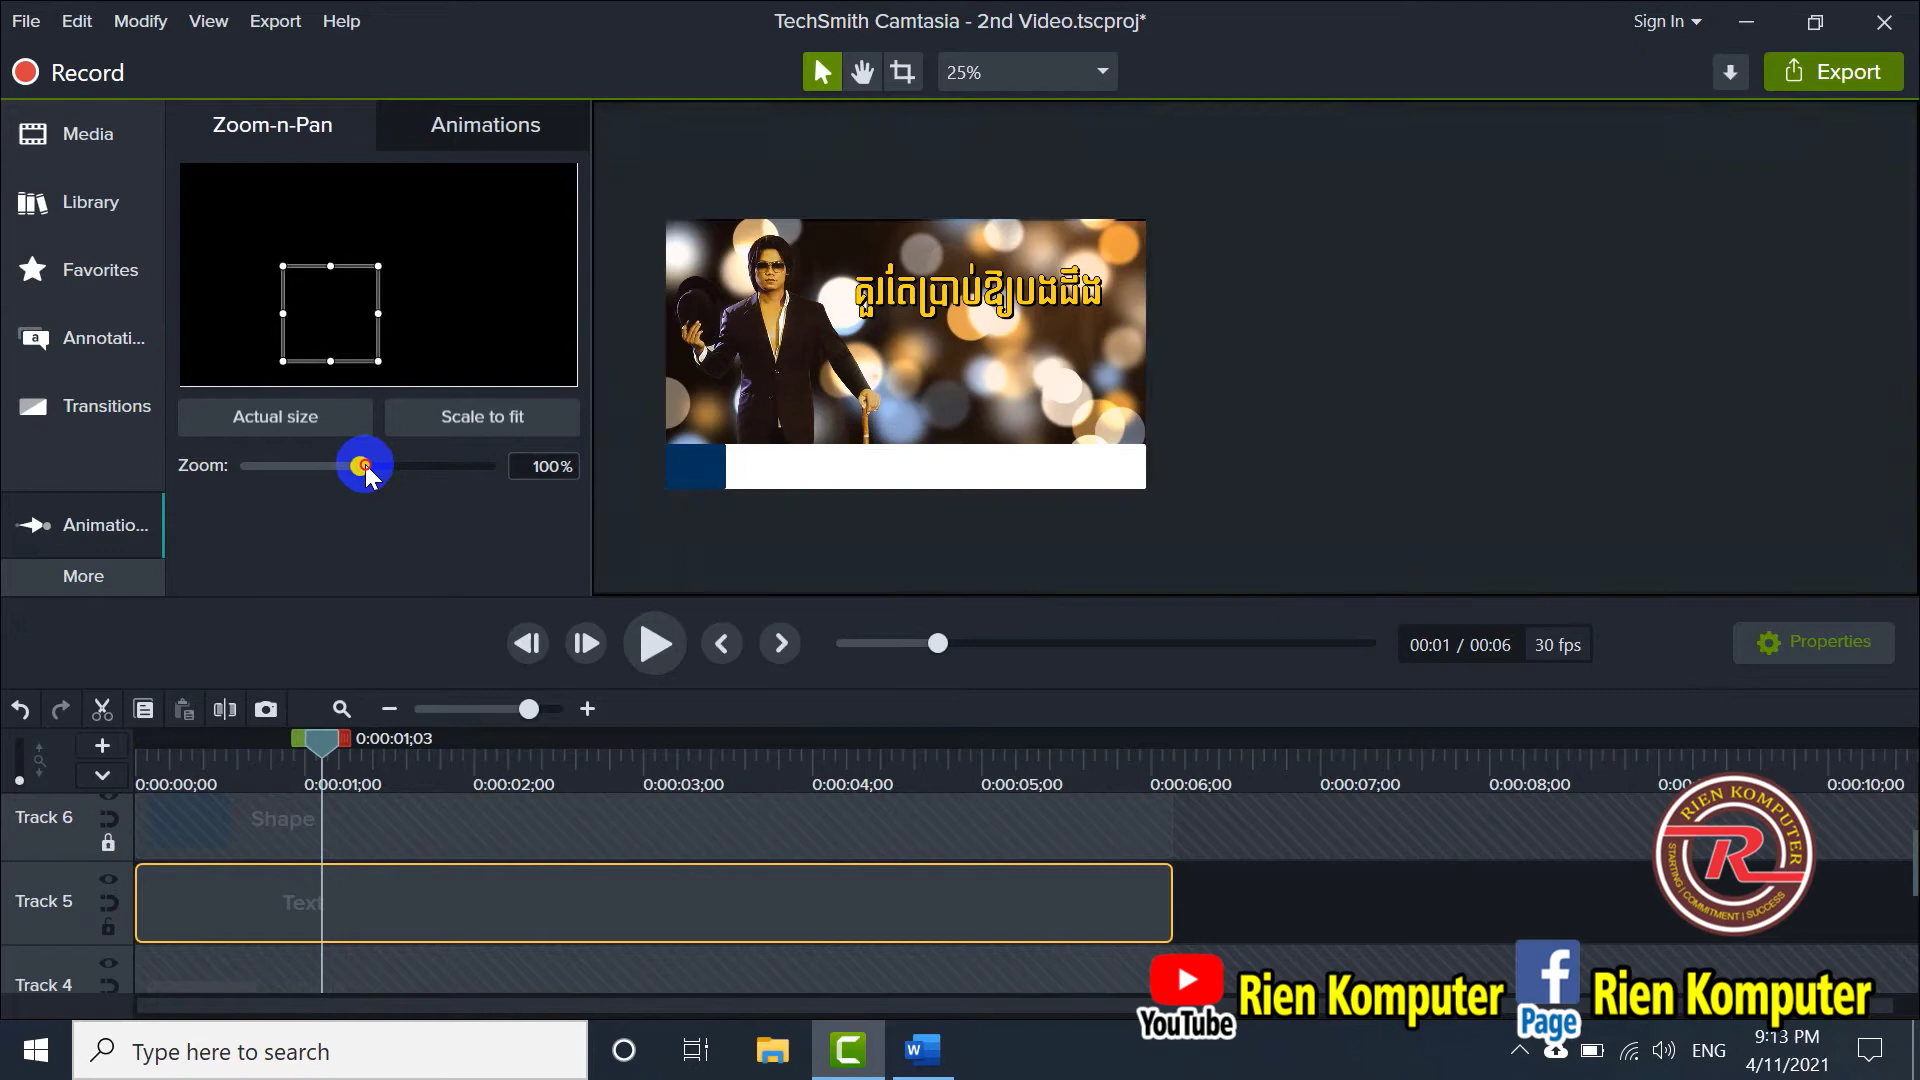 File Edit Modify View Export Help
TechSmith Camtasia - 2nd Video.tscproj*
Sign In
Record
25%
Export
Media
Library
Favorites
Annotati...
Transitions
Animatio...
More
Zoom-n-Pan
Animations
Actual size
Scale to fit
Zoom:
100%
គួរតែប្រាប់ឱ្យបងដឹង
00:01 / 00:06
30 fps
Properties
0:00:01;03
0:00:00;00 0:00:01;00 0:00:02;00 0:00:03;00 0:00:04;00 0:00:05;00 0:00:06;00 0:00:07;00 0:00:08;00 0:00:10;00
Track 6
Shape
Track 5
Text
Track 4
RIEN KOMPUTER
STARTING | COMMITMENT | SUCCESS
R
YouTube
Rien Komputer
Page
Rien Komputer
Type here to search
ENG
9:13 PM
4/11/2021